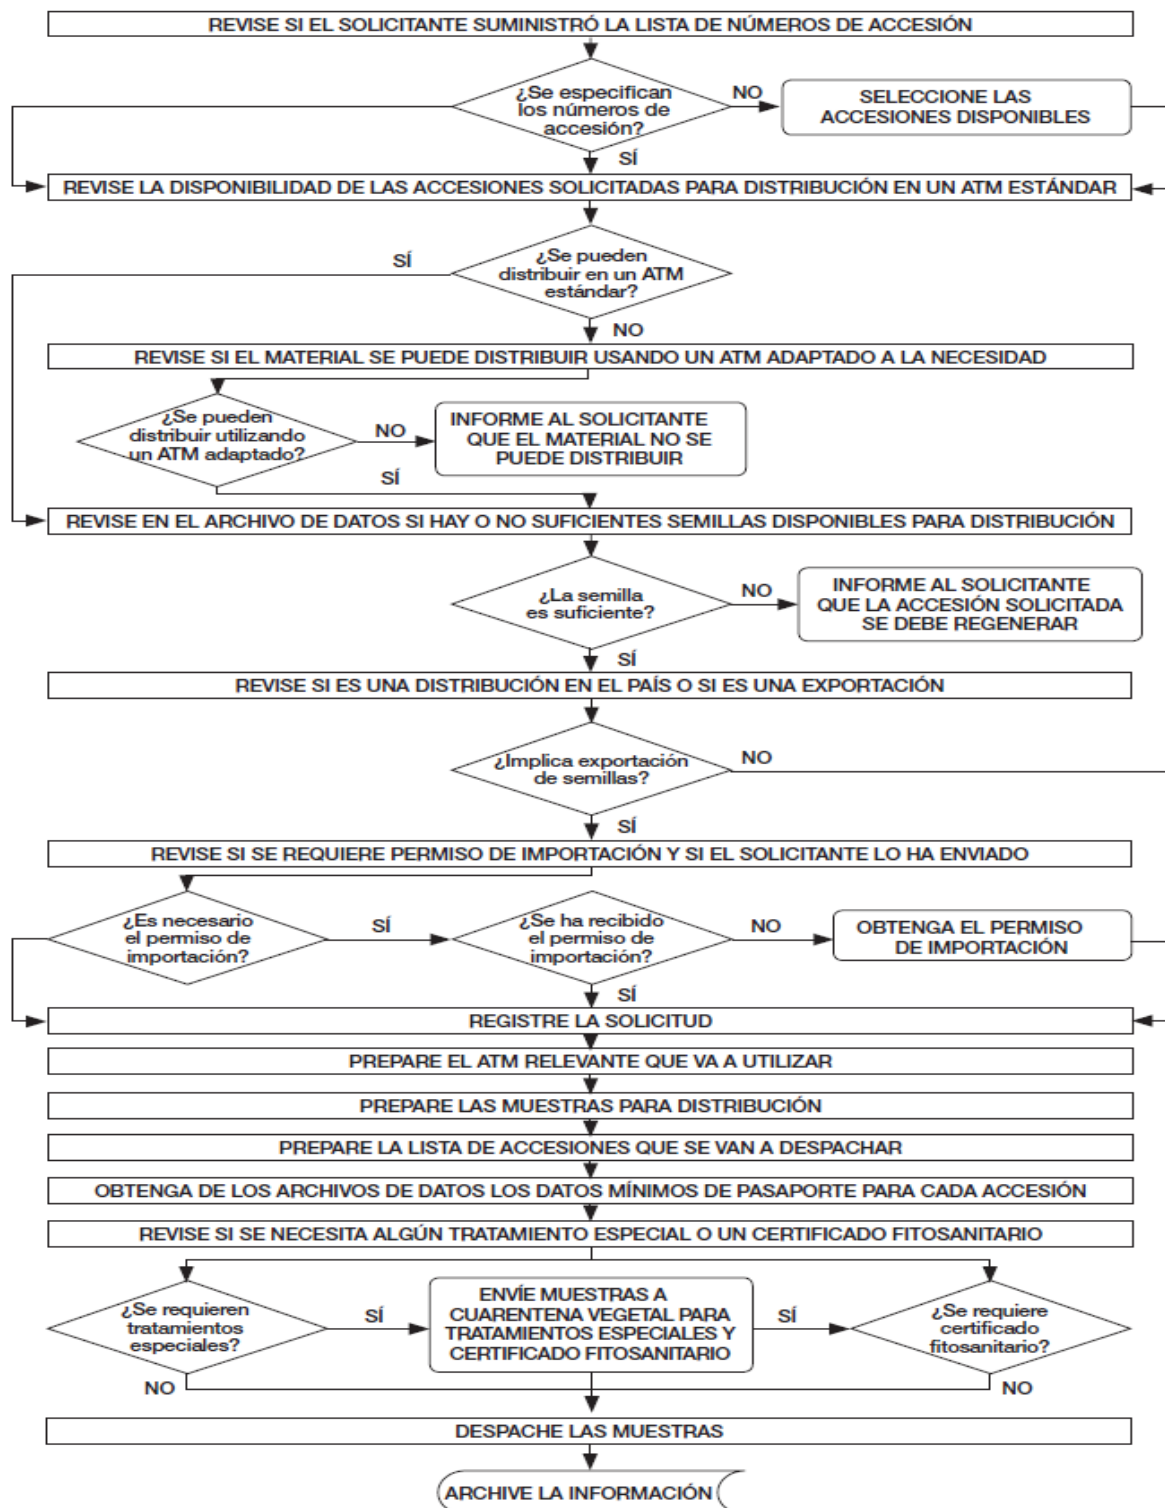 REVISE SI EL SOLICITANTE SUMINISTRÓ LA LISTA DE NÚMEROS DE ACCESIÓN
¿Se especifican
los números de
accesión?
NO
SELECCIONE LAS
ACCESIONES DISPONIBLES
SÍ
REVISE LA DISPONIBILIDAD DE LAS ACCESIONES SOLICITADAS PARA DISTRIBUCIÓN EN UN ATM ESTÁNDAR
SÍ
¿Se pueden
distribuir en un ATM
estándar?
NO
REVISE SI EL MATERIAL SE PUEDE DISTRIBUIR USANDO UN ATM ADAPTADO A LA NECESIDAD
¿Se pueden
distribuir utilizando
un ATM adaptado?
NO
INFORME AL SOLICITANTE
QUE EL MATERIAL NO SE
PUEDE DISTRIBUIR
SÍ
REVISE EN EL ARCHIVO DE DATOS SI HAY O NO SUFICIENTES SEMILLAS DISPONIBLES PARA DISTRIBUCIÓN
¿La semilla
es suficiente?
NO
INFORME AL SOLICITANTE
QUE LA ACCESIÓN SOLICITADA
SE DEBE REGENERAR
SÍ
REVISE SI ES UNA DISTRIBUCIÓN EN EL PAÍS O SI ES UNA EXPORTACIÓN
¿Implica exportación
de semillas?
NO
SÍ
REVISE SI SE REQUIERE PERMISO DE IMPORTACIÓN Y SI EL SOLICITANTE LO HA ENVIADO
¿Es necesario
el permiso de
importación?
SÍ
¿Se ha recibido
el permiso de
importación?
NO
OBTENGA EL PERMISO
DE IMPORTACIÓN
SÍ
REGISTRE LA SOLICITUD
PREPARE EL ATM RELEVANTE QUE VA A UTILIZAR
PREPARE LAS MUESTRAS PARA DISTRIBUCIÓN
PREPARE LA LISTA DE ACCESIONES QUE SE VAN A DESPACHAR
OBTENGA DE LOS ARCHIVOS DE DATOS LOS DATOS MÍNIMOS DE PASAPORTE PARA CADA ACCESIÓN
REVISE SI SE NECESITA ALGÚN TRATAMIENTO ESPECIAL O UN CERTIFICADO FITOSANITARIO
¿Se requieren
tratamientos
especiales?
SÍ
ENVÍE MUESTRAS A
CUARENTENA VEGETAL PARA
TRATAMIENTOS ESPECIALES Y
CERTIFICADO FITOSANITARIO
SÍ
¿Se requiere
certificado
fitosanitario?
NO
NO
DESPACHE LAS MUESTRAS
ARCHIVE LA INFORMACIÓN